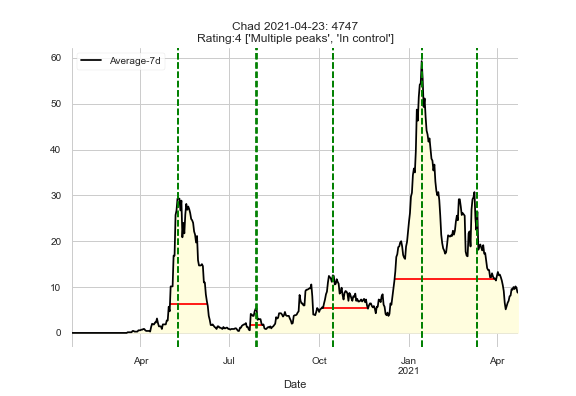 Chad 2021-04-23: 4747
Rating:4 ['Multiple peaks', 'In control']
Average-7d
60
50
40
30
20
10
0
Apr
Jul
Oct
Jan
2021
Apr
Date